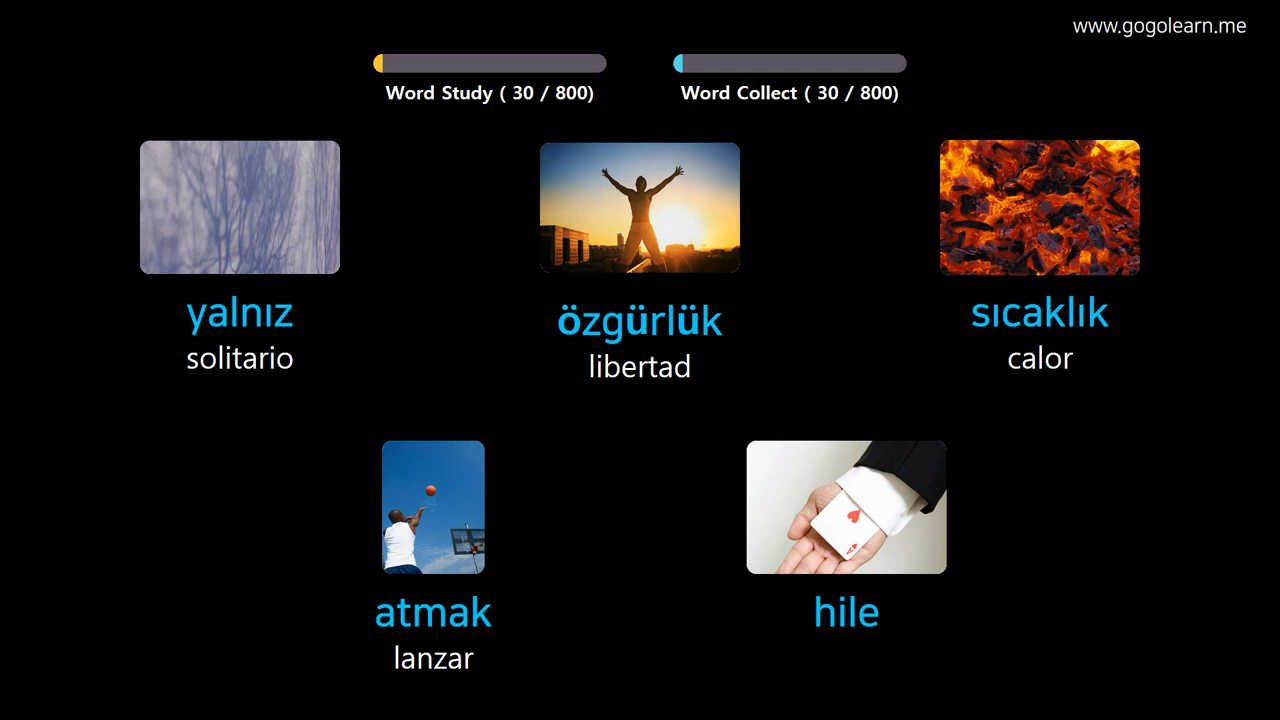 www.gogolearn.me
Word Study ( 30 / 800)
Word Collect ( 30 / 800)
yalnız
solitario
özgürlük
libertad
sıcaklık
calor
atmak
lanzar
hile